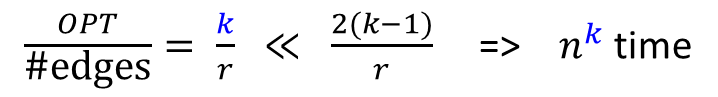 OPT/#edges = k/r ≪ 2(k−1)/r => n^k time